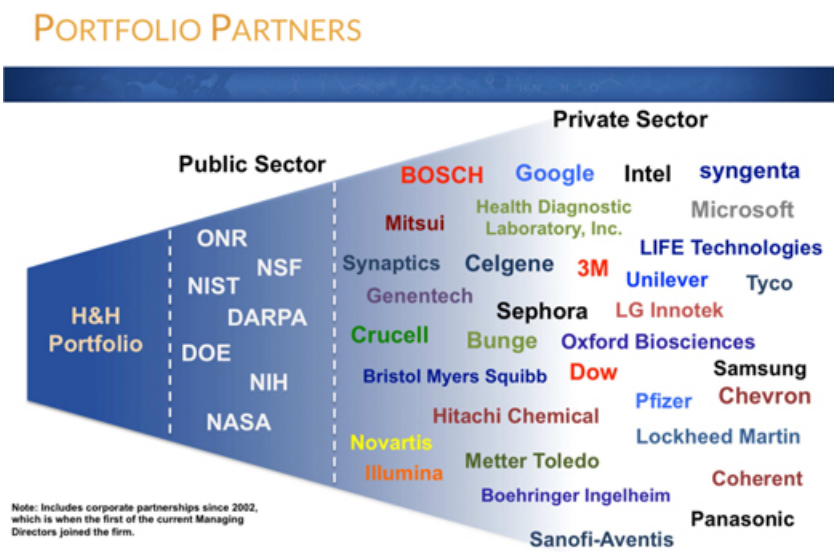 PORTFOLIO PARTNERS
Private Sector
Public Sector
BOSCH Google Intel syngenta
Health Diagnostic
Laboratory, Inc.
Mitsui
Microsoft
ONR
LIFE Technologies
NSF
Synaptics Celgene 3M
Unilever
Tyco
NIST
Genentech
Sephora LG Innotek
H&H
Portfolio
DARPA
Crucell Bunge Oxford Biosciences
DOE
Bristol Myers Squibb Dow Samsung
NIH
Pfizer Chevron
NASA
Hitachi Chemical
Novartis
Lockheed Martin
Illumina
Metter Toledo
Coherent
Boehringer Ingelheim
Panasonic
Sanofi-Aventis
Note: Includes corporate partnerships since 2002,
which is when the first of the current Managing
Directors joined the firm.